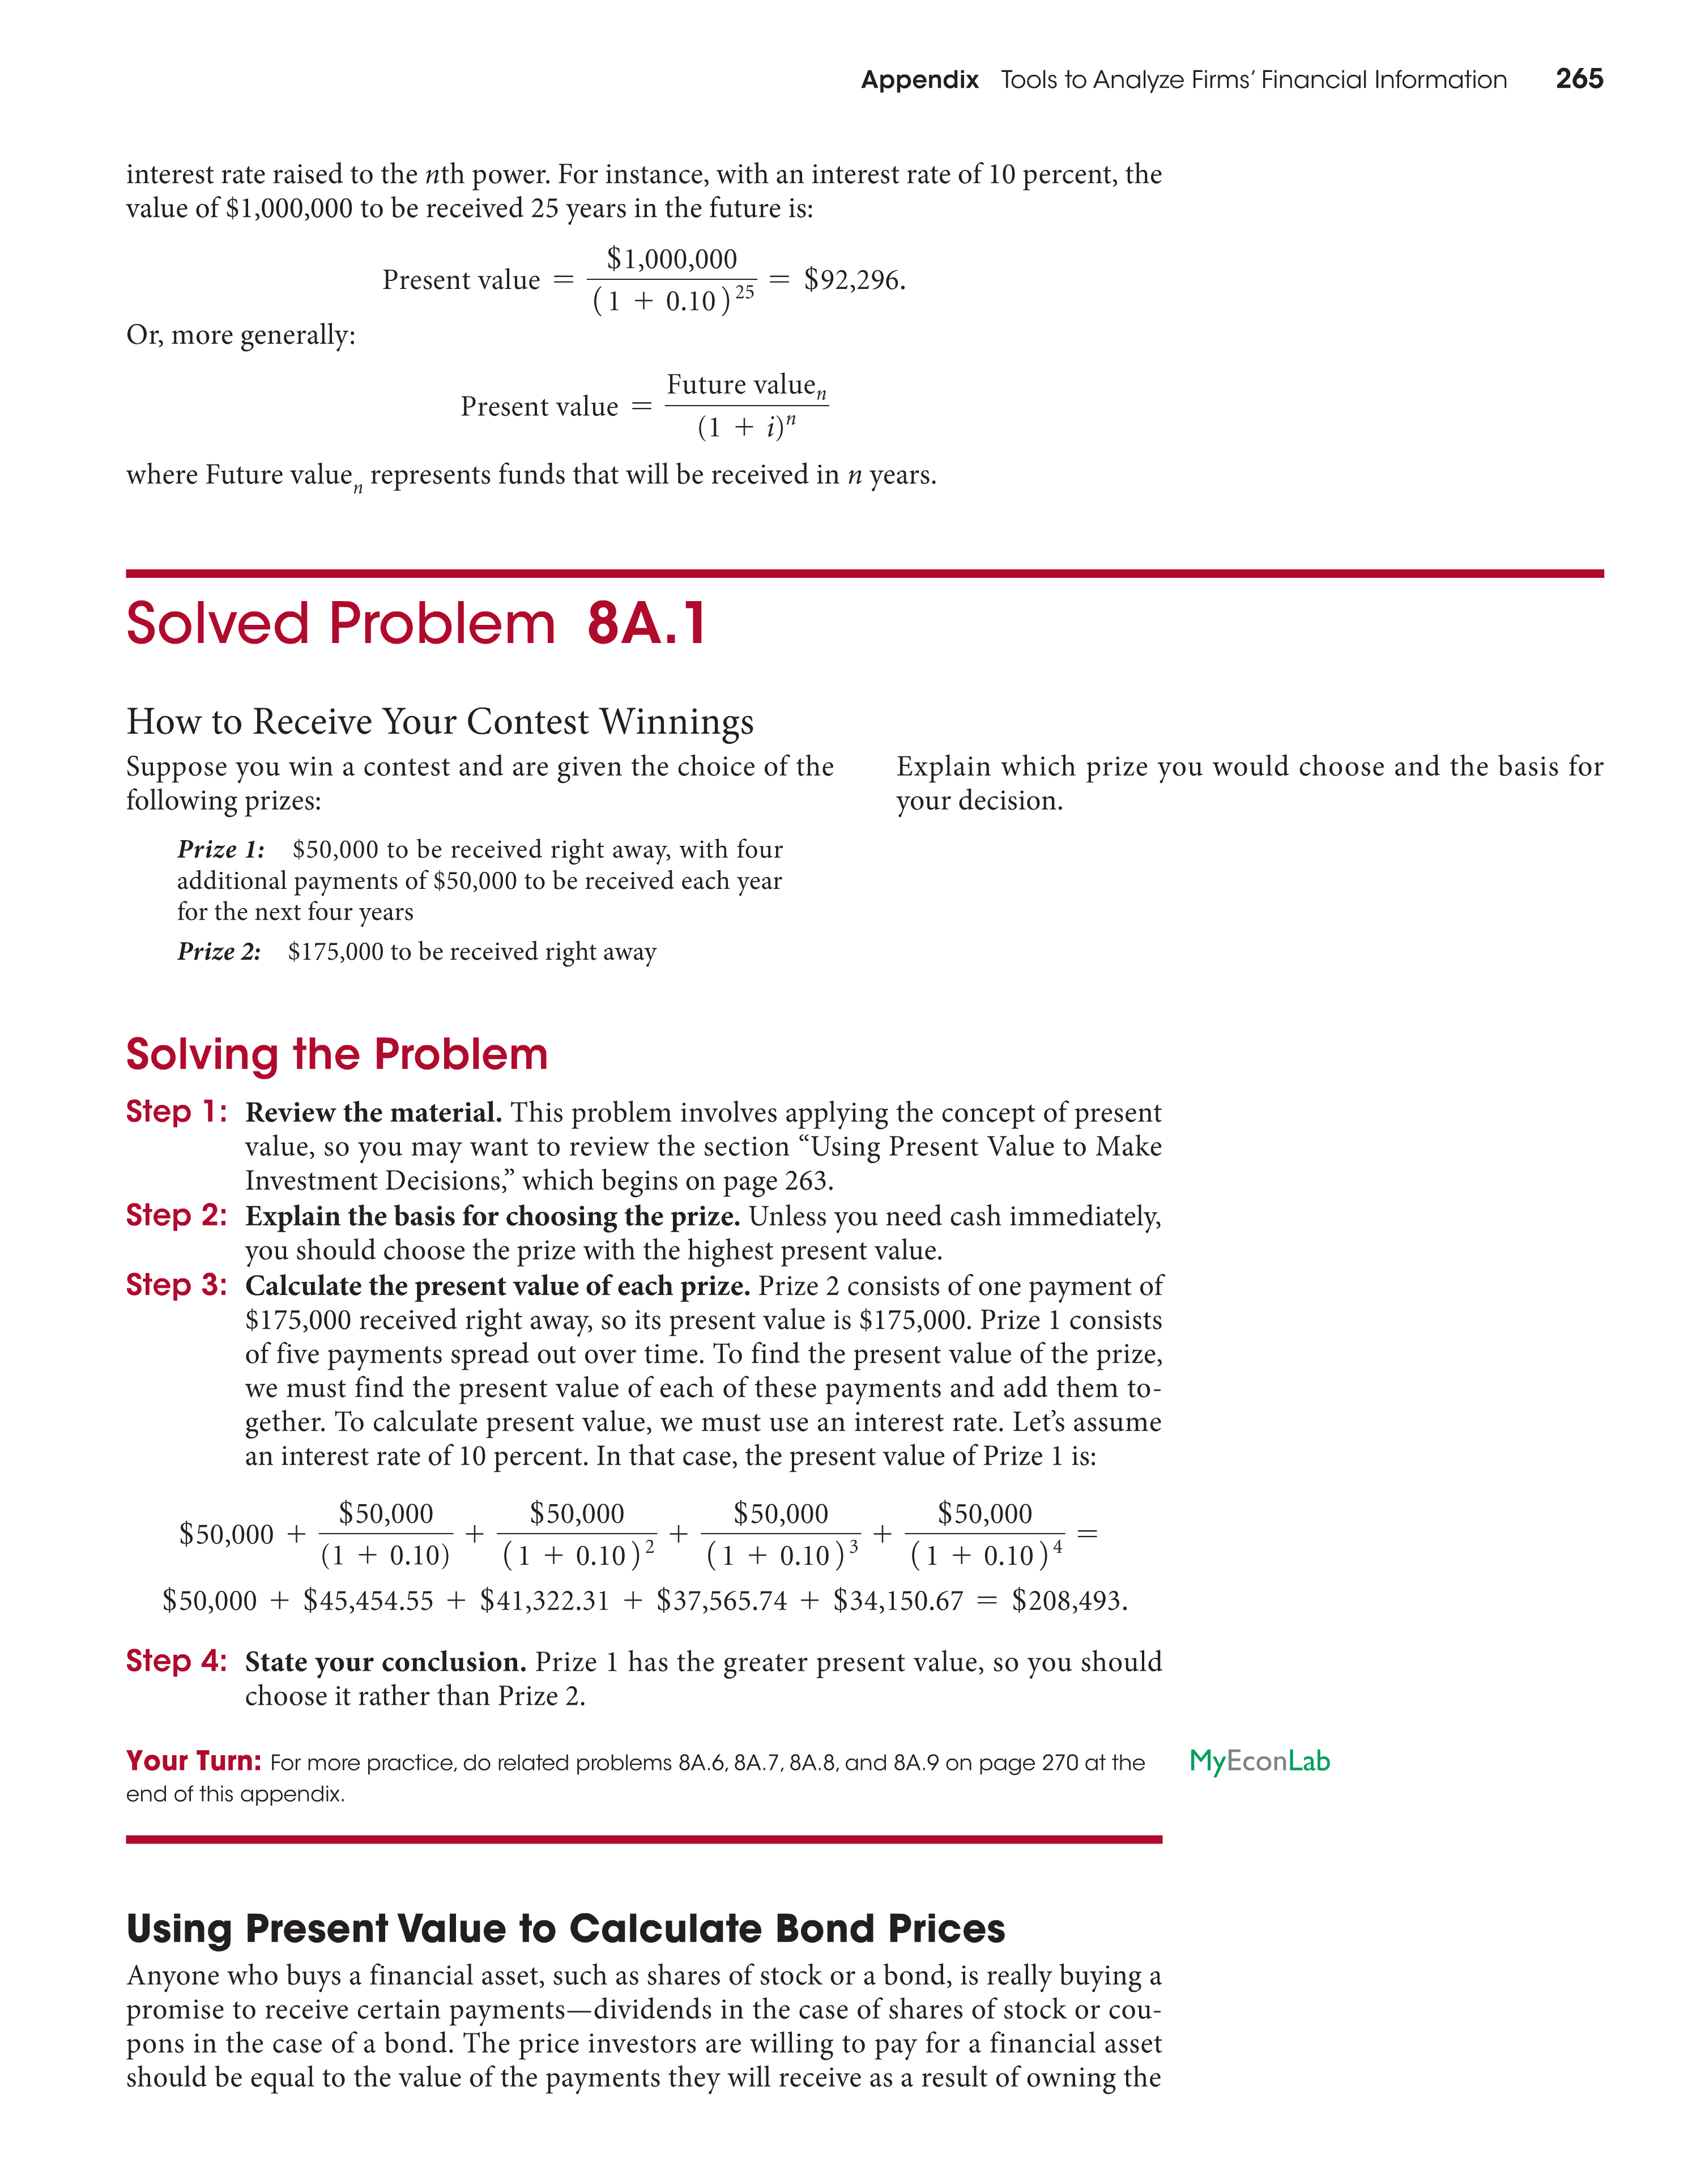 Appendix Tools to Analyze Firms’ Financial Information 265
interest rate raised to the nth power. For instance, with an interest rate of 10 percent, the
value of $1,000,000 to be received 25 years in the future is:
Present value = $1,000,000 / (1 + 0.10)^25 = $92,296.
Or, more generally:
Present value = Future value_n / (1 + i)^n
where Future value_n represents funds that will be received in n years.
Solved Problem 8A.1
How to Receive Your Contest Winnings
Suppose you win a contest and are given the choice of the
following prizes:
Prize 1: $50,000 to be received right away, with four
additional payments of $50,000 to be received each year
for the next four years
Prize 2: $175,000 to be received right away
Explain which prize you would choose and the basis for
your decision.
Solving the Problem
Step 1: Review the material. This problem involves applying the concept of present
value, so you may want to review the section “Using Present Value to Make
Investment Decisions,” which begins on page 263.
Step 2: Explain the basis for choosing the prize. Unless you need cash immediately,
you should choose the prize with the highest present value.
Step 3: Calculate the present value of each prize. Prize 2 consists of one payment of
$175,000 received right away, so its present value is $175,000. Prize 1 consists
of five payments spread out over time. To find the present value of the prize,
we must find the present value of each of these payments and add them to-
gether. To calculate present value, we must use an interest rate. Let’s assume
an interest rate of 10 percent. In that case, the present value of Prize 1 is:
$50,000 + $50,000 / (1 + 0.10) + $50,000 / (1 + 0.10)^2 + $50,000 / (1 + 0.10)^3 + $50,000 / (1 + 0.10)^4 =
$50,000 + $45,454.55 + $41,322.31 + $37,565.74 + $34,150.67 = $208,493.
Step 4: State your conclusion. Prize 1 has the greater present value, so you should
choose it rather than Prize 2.
Your Turn: For more practice, do related problems 8A.6, 8A.7, 8A.8, and 8A.9 on page 270 at the
end of this appendix.
MyEconLab
Using Present Value to Calculate Bond Prices
Anyone who buys a financial asset, such as shares of stock or a bond, is really buying a
promise to receive certain payments—dividends in the case of shares of stock or cou-
pons in the case of a bond. The price investors are willing to pay for a financial asset
should be equal to the value of the payments they will receive as a result of owning the